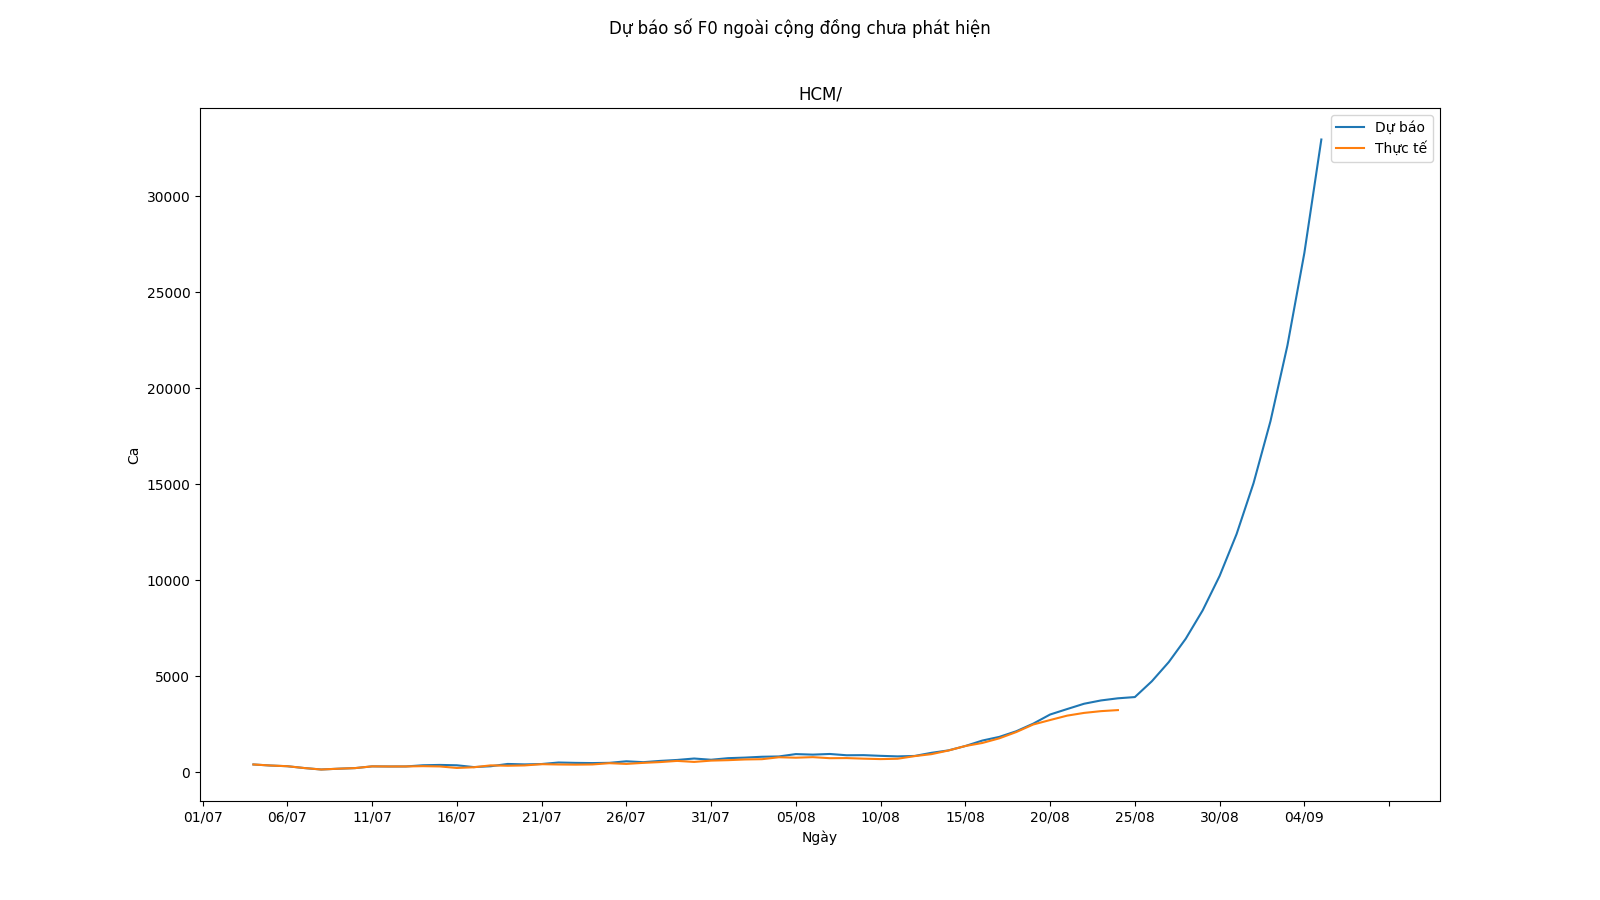 Dự báo số F0 ngoài cộng đồng chưa phát hiện
HCM/
Dự báo
Thực tế
30000
25000
20000
15000
10000
5000
0
Ca
01/07 06/07 11/07 16/07 21/07 26/07 31/07 05/08 10/08 15/08 20/08 25/08 30/08 04/09
Ngày